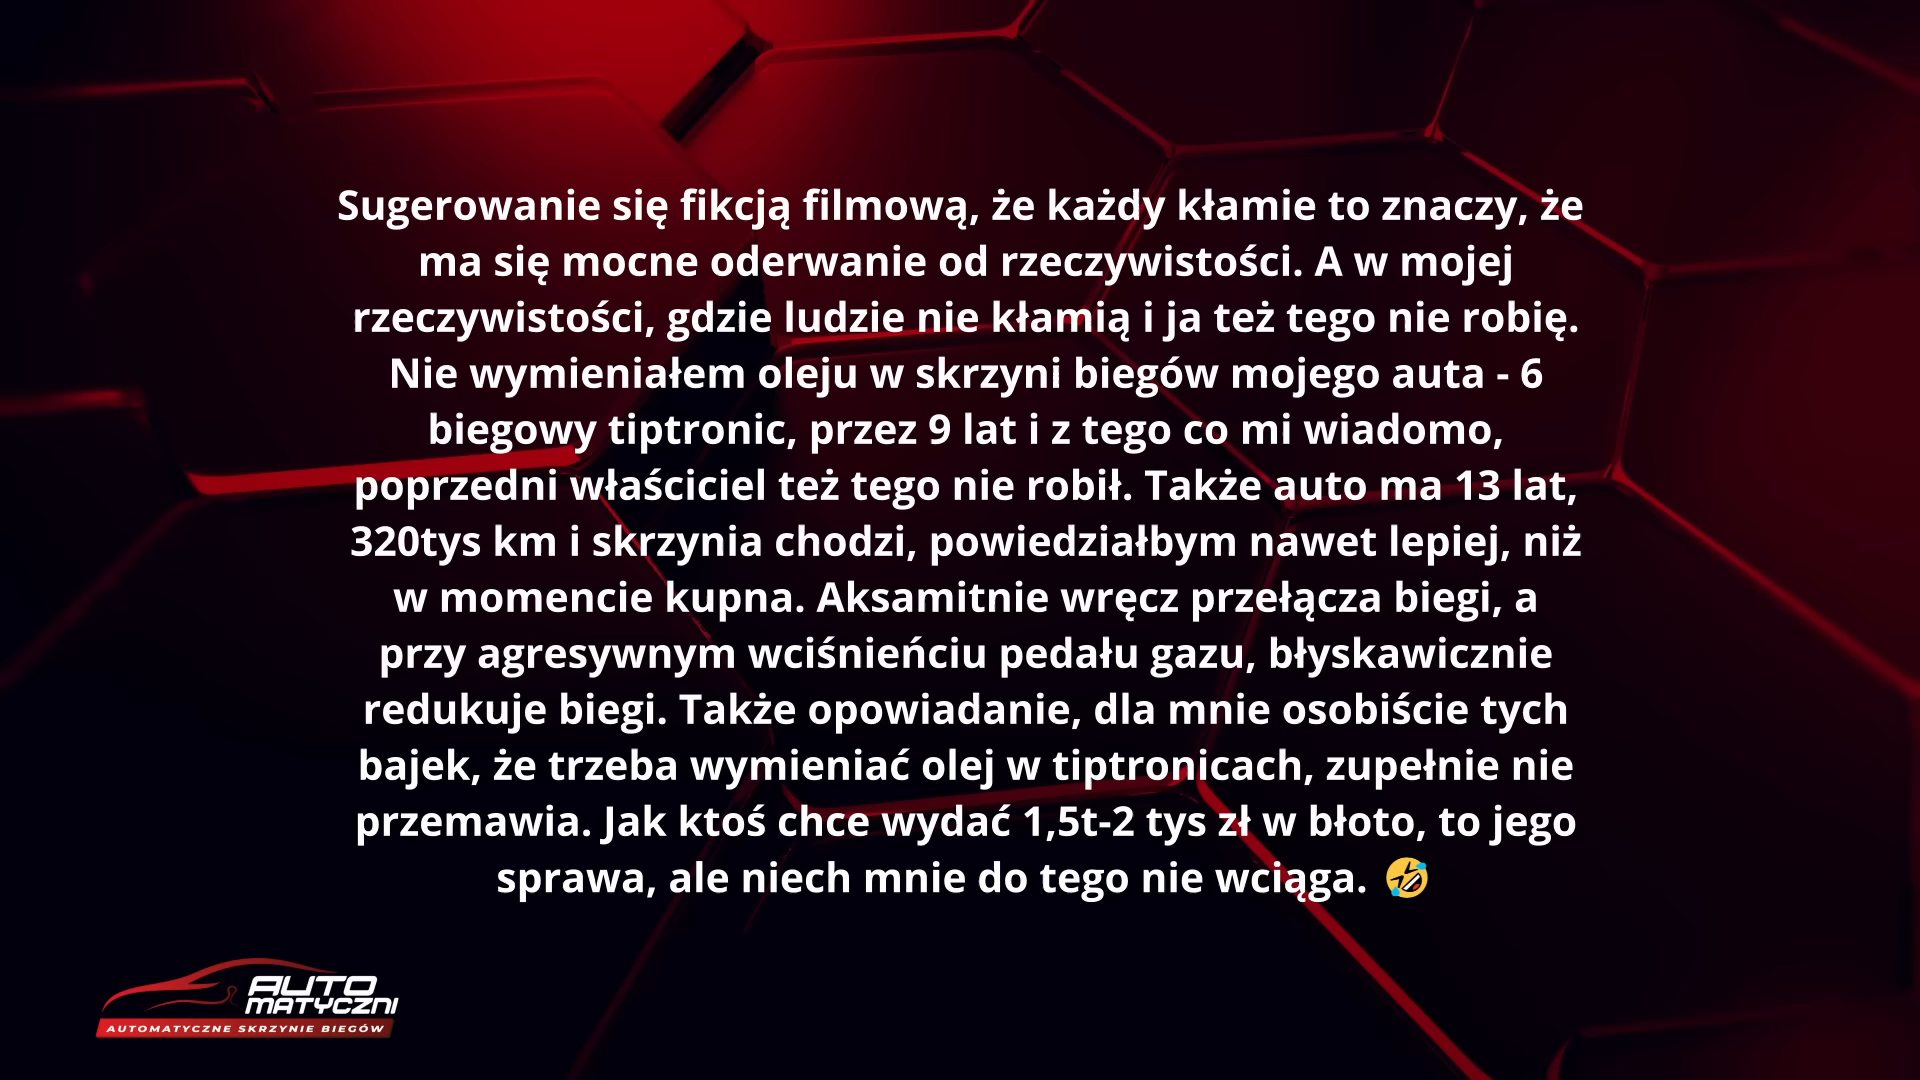 Sugerowanie się fikcją filmową, że każdy kłamie to znaczy, że
ma się mocne oderwanie od rzeczywistości. A w mojej
rzeczywistości, gdzie ludzie nie kłamią i ja też tego nie robię.
Nie wymieniałem oleju w skrzyni biegów mojego auta - 6
biegowy tiptronic, przez 9 lat i z tego co mi wiadomo,
poprzedni właściciel też tego nie robił. Także auto ma 13 lat,
320tys km i skrzynia chodzi, powiedziałbym nawet lepiej, niż
w momencie kupna. Aksamitnie wręcz przełącza biegi, a
przy agresywnym wciśnieńciu pedału gazu, błyskawicznie
redukuje biegi. Także opowiadanie, dla mnie osobiście tych
bajek, że trzeba wymieniać olej w tiptronicach, zupełnie nie
przemawia. Jak ktoś chce wydać 1,5t-2 tys zł w błoto, to jego
sprawa, ale niech mnie do tego nie wciąga. 🤣
AUTO
MATYCZNI
AUTOMATYCZNE SKRZYNIE BIEGÓW